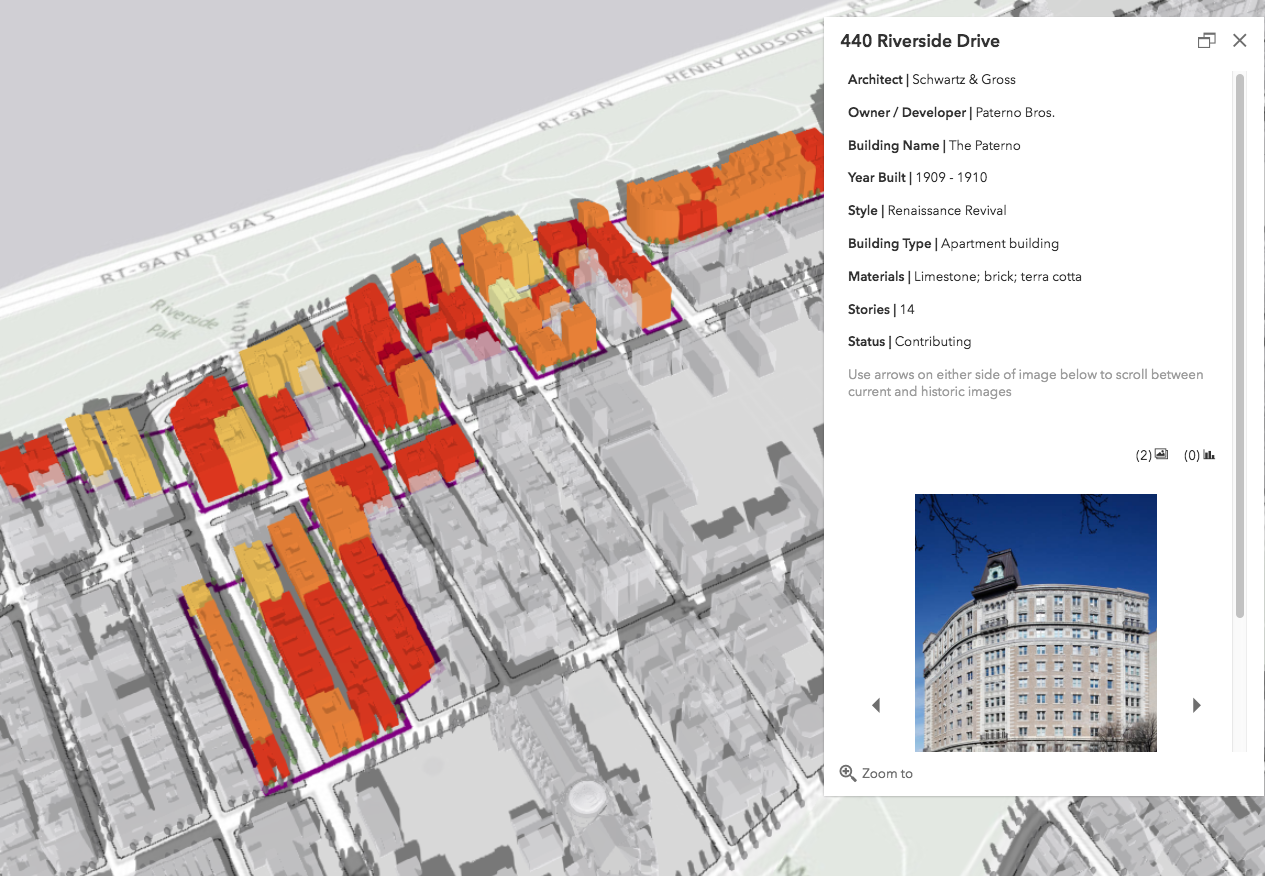 HENRY HUDSON
RT-9A N
RT-9A S
RT-9A N
Riverside
Park
W 110TH
440 Riverside Drive
Architect | Schwartz & Gross
Owner / Developer | Paterno Bros.
Building Name | The Paterno
Year Built | 1909 - 1910
Style | Renaissance Revival
Building Type | Apartment building
Materials | Limestone; brick; terra cotta
Stories | 14
Status | Contributing
Use arrows on either side of image below to scroll between
current and historic images
(2) (0)
Zoom to